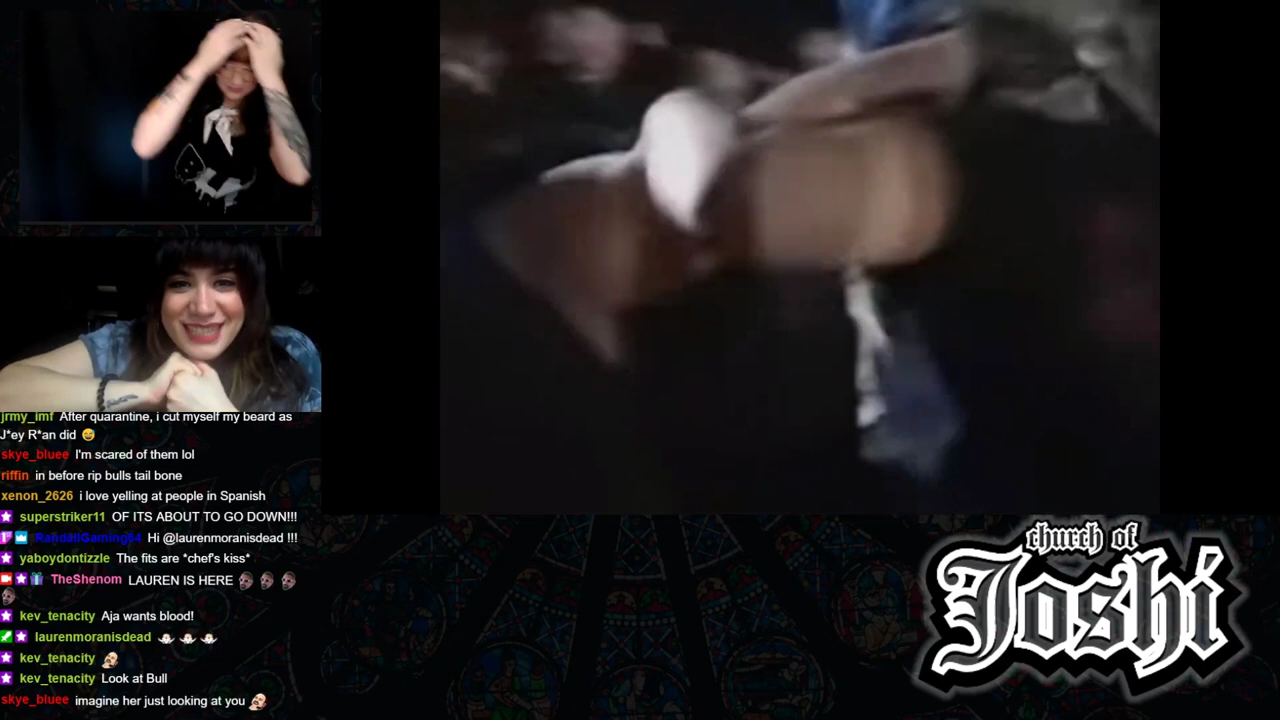 jrmy_imf After quarantine, i cut myself my beard as
J*ey R*an did
skye_bluee I'm scared of them lol
riffin in before rip bulls tail bone
xenon_2626 i love yelling at people in Spanish
superstriker11 OF ITS ABOUT TO GO DOWN!!!
RandallGaming64 Hi @laurenmoranisdead !!!
yaboydontizzle The fits are *chef's kiss*
TheShenom LAUREN IS HERE
kev_tenacity Aja wants blood!
laurenmoranisdead
kev_tenacity
kev_tenacity Look at Bull
skye_bluee imagine her just looking at you
church of
Joshi